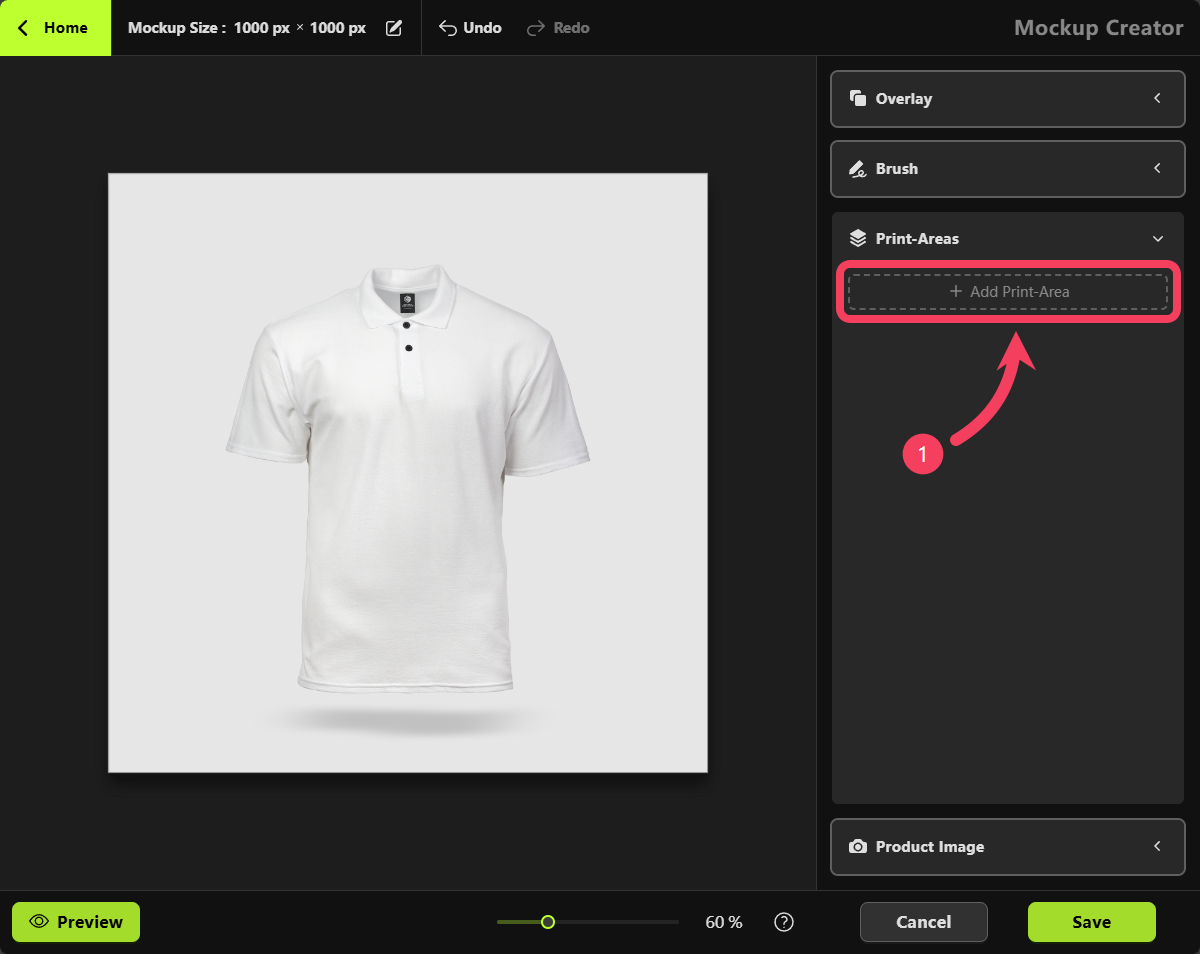 Home
Mockup Size : 1000 px × 1000 px
Undo
Redo
Mockup Creator
Overlay
Brush
Print-Areas
+ Add Print-Area
1
Product Image
Preview
60 %
?
Cancel
Save